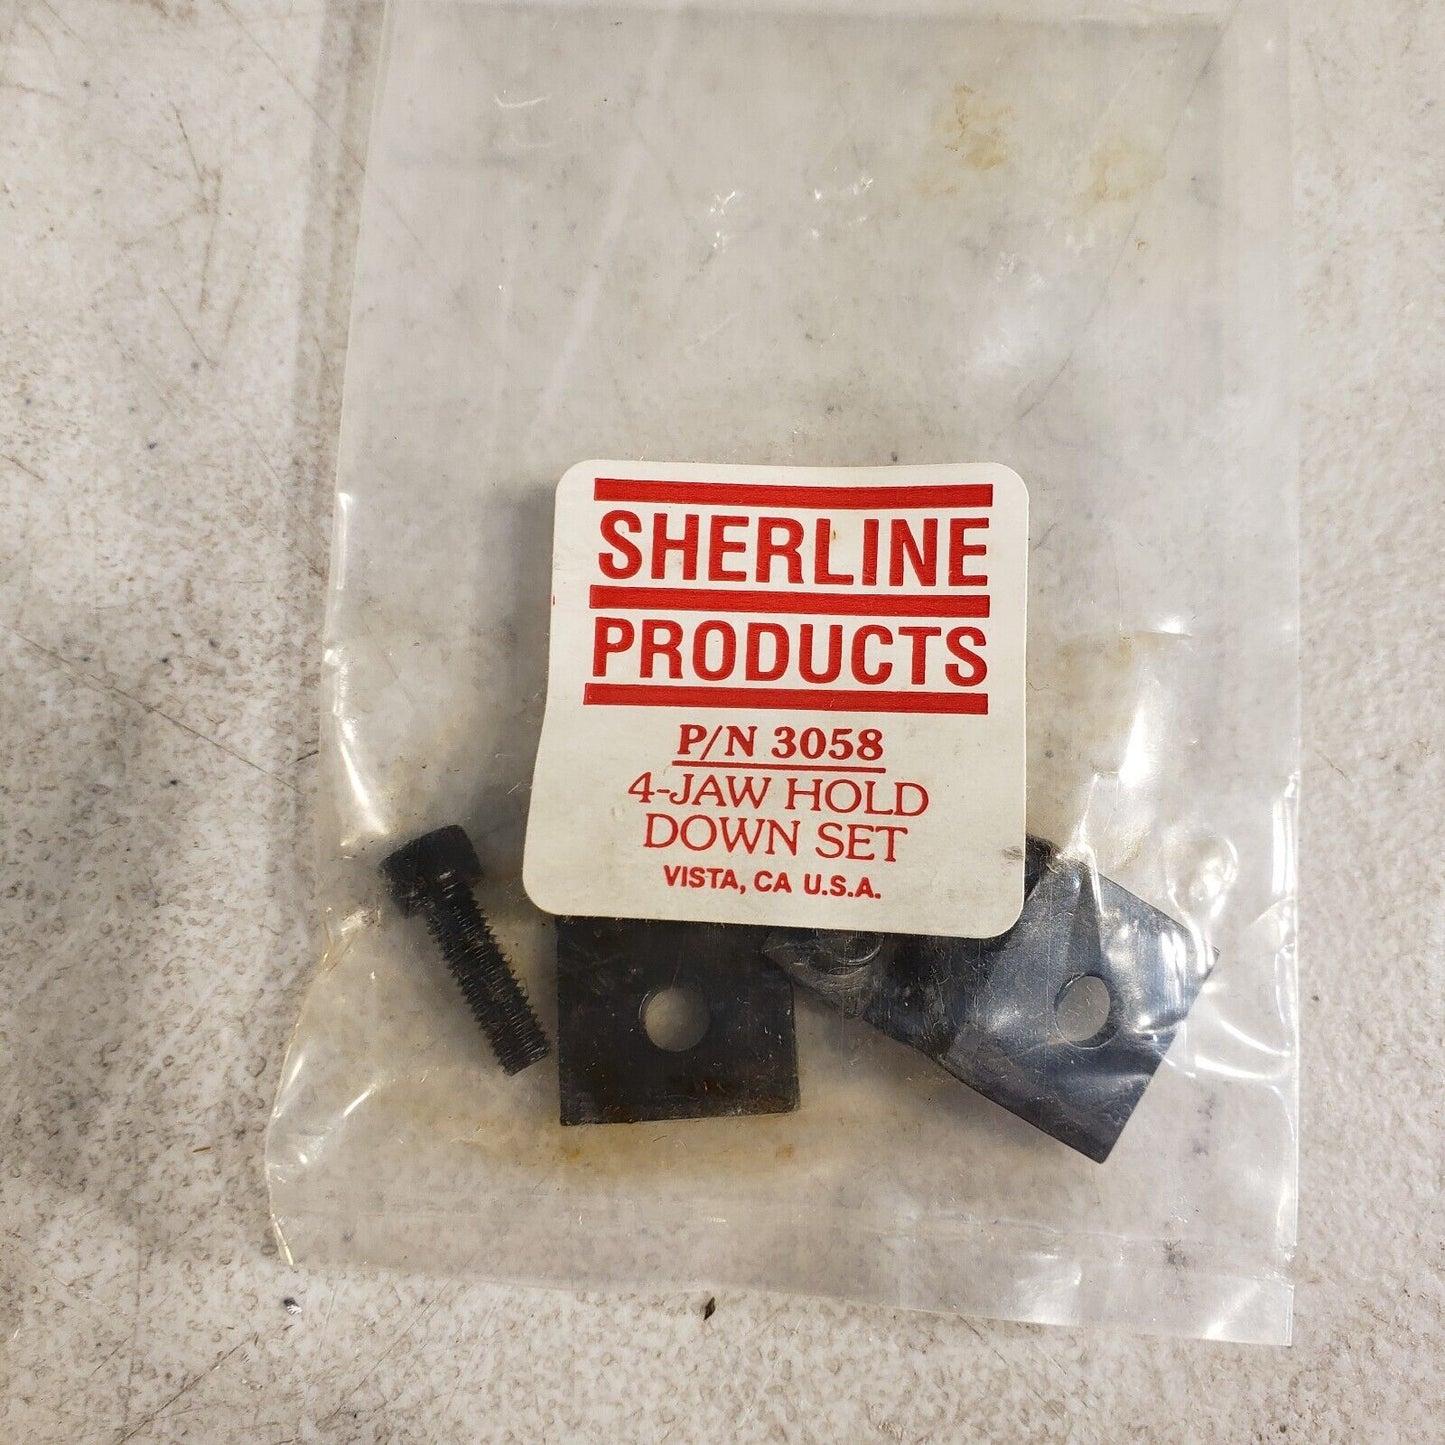 SHERLINE
PRODUCTS
P/N 3058
4-JAW HOLD
DOWN SET
VISTA, CA U.S.A.